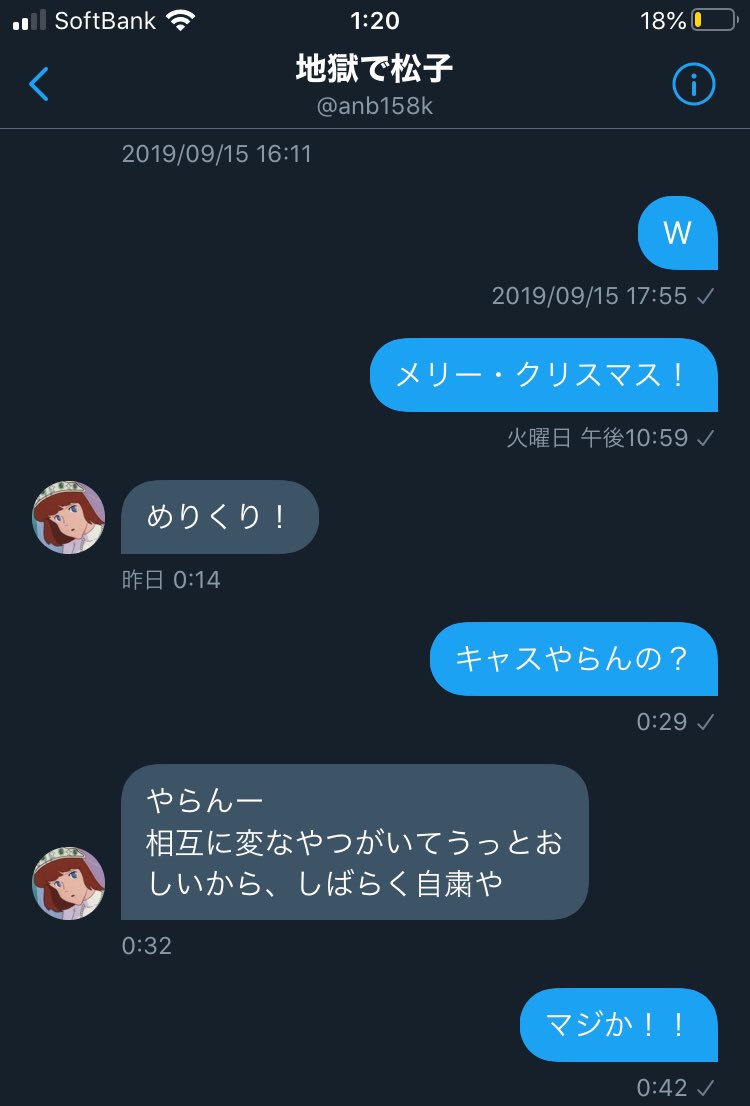 SoftBank 1:20 18%
地獄で松子
@anb158k
2019/09/15 16:11
W
2019/09/15 17:55 ✓
メリー・クリスマス！
火曜日 午後10:59 ✓
めりくり！
昨日 0:14
キャスやらんの？
0:29 ✓
やらんー
相互に変なやつがいてうっとお
しいから、しばらく自粛や
0:32
マジか！！
0:42 ✓